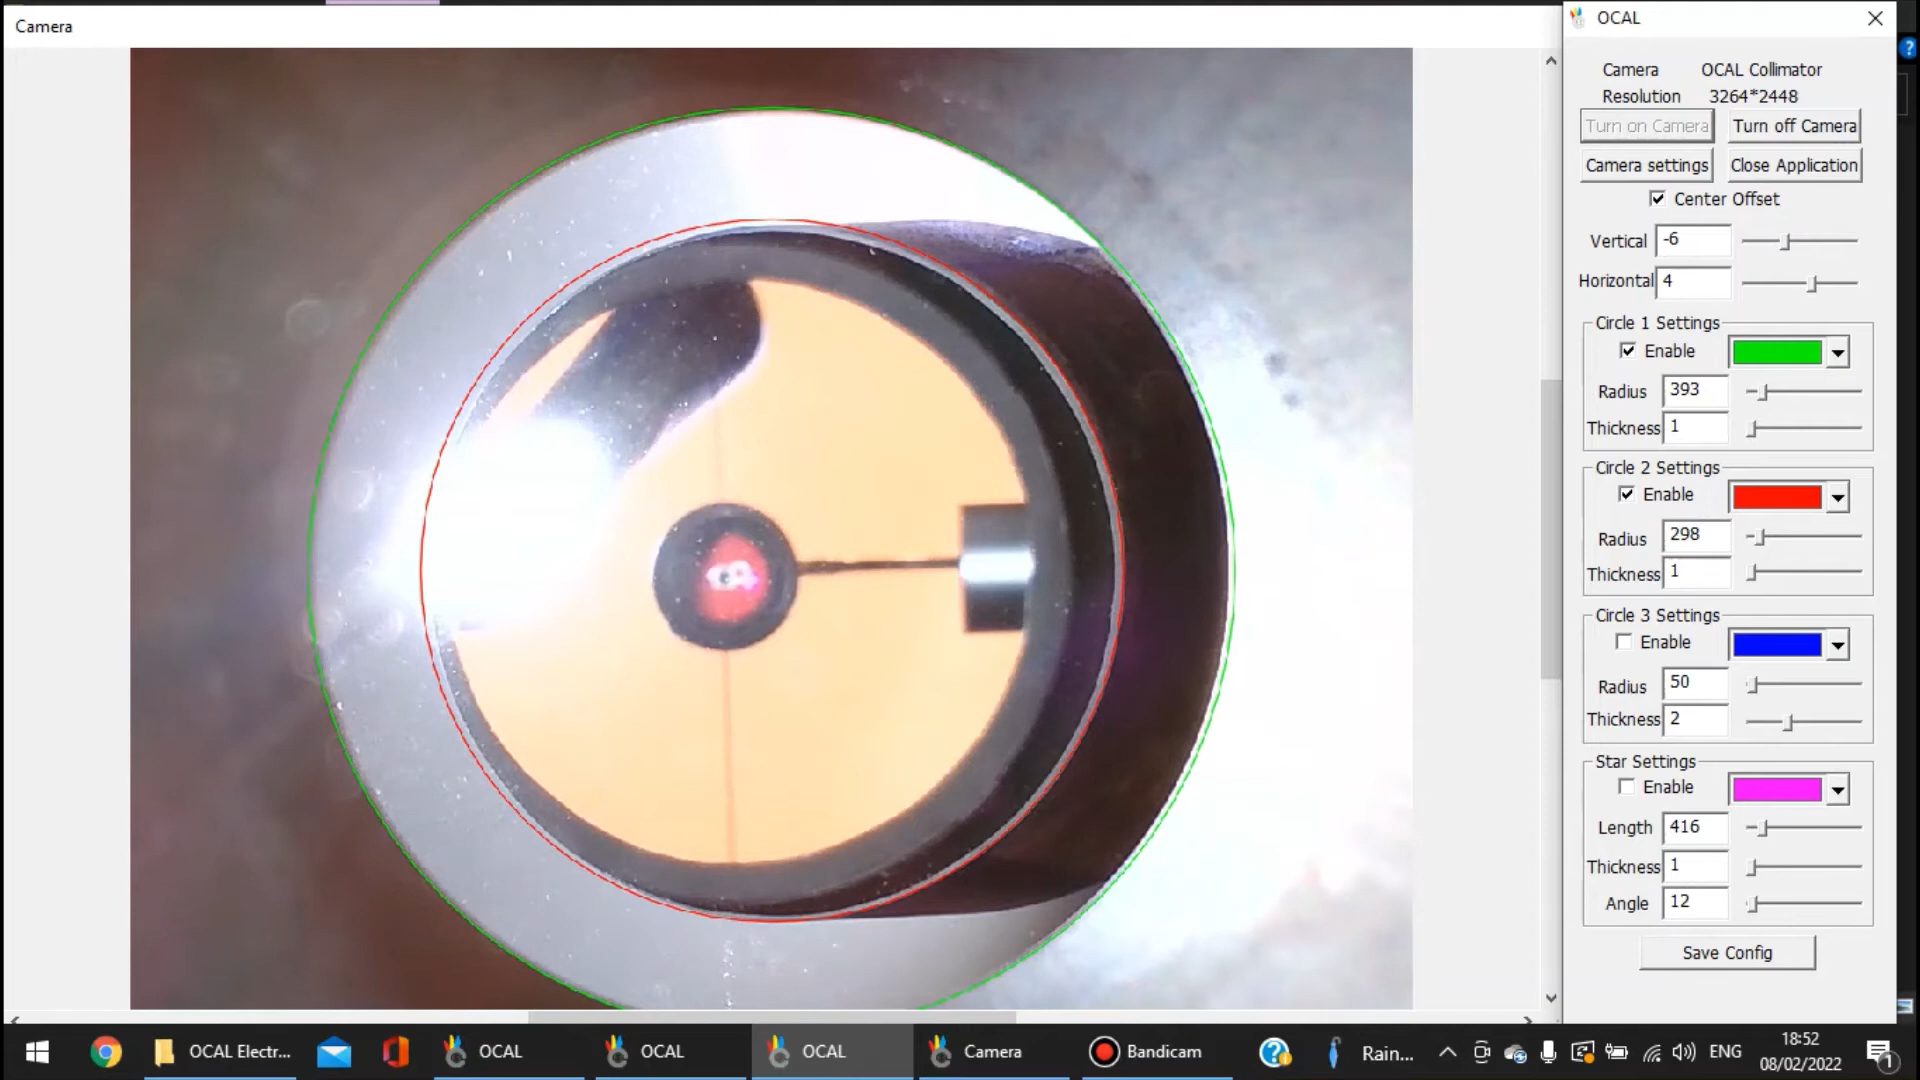 Camera
OCAL
Camera OCAL Collimator
Resolution 3264*2448
Turn on Camera Turn off Camera
Camera settings Close Application
Center Offset
Vertical -6
Horizontal 4
Circle 1 Settings
Enable
Radius 393
Thickness 1
Circle 2 Settings
Enable
Radius 298
Thickness 1
Circle 3 Settings
Enable
Radius 50
Thickness 2
Star Settings
Enable
Length 416
Thickness 1
Angle 12
Save Config
OCAL Electr... OCAL OCAL OCAL Camera Bandicam Rain... ENG 18:52
08/02/2022 1